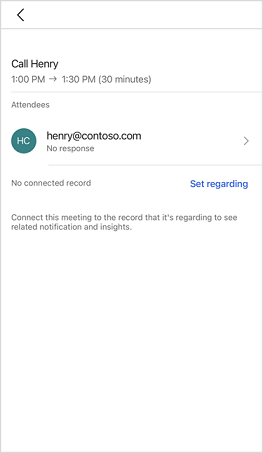 Call Henry
1:00 PM → 1:30 PM (30 minutes)
Attendees
HC
henry@contoso.com
No response
No connected record
Set regarding
Connect this meeting to the record that it's regarding to see
related notification and insights.